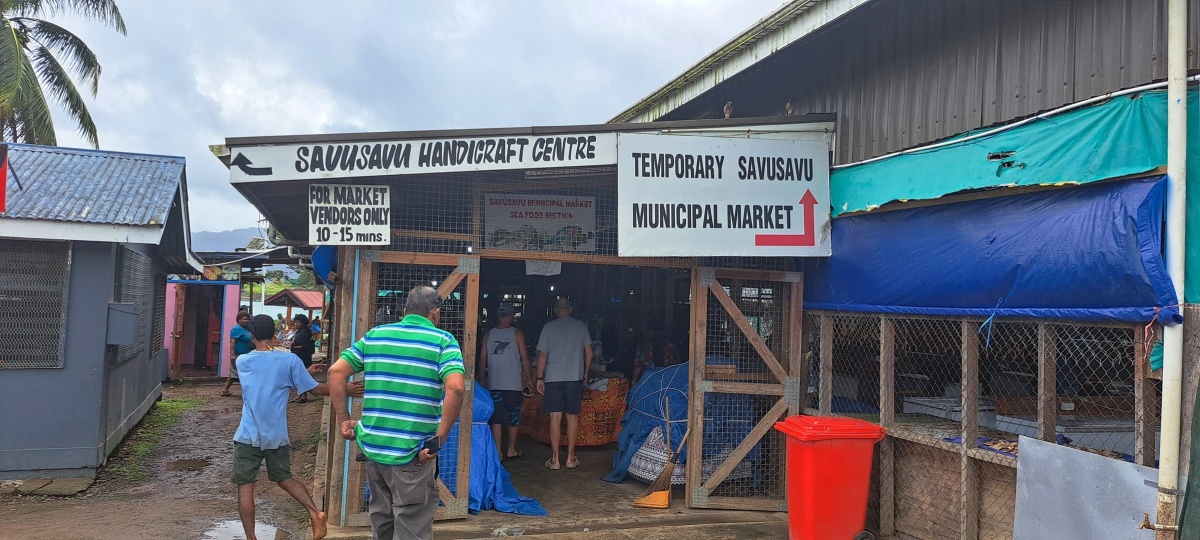 SAVUSAVU HANDICRAFT CENTRE
TEMPORARY SAVUSAVU
MUNICIPAL MARKET
FOR MARKET
VENDORS ONLY
10-15 MINS.
SAVUSAVU MUNICIPAL MARKET
SEA FOOD SECTION